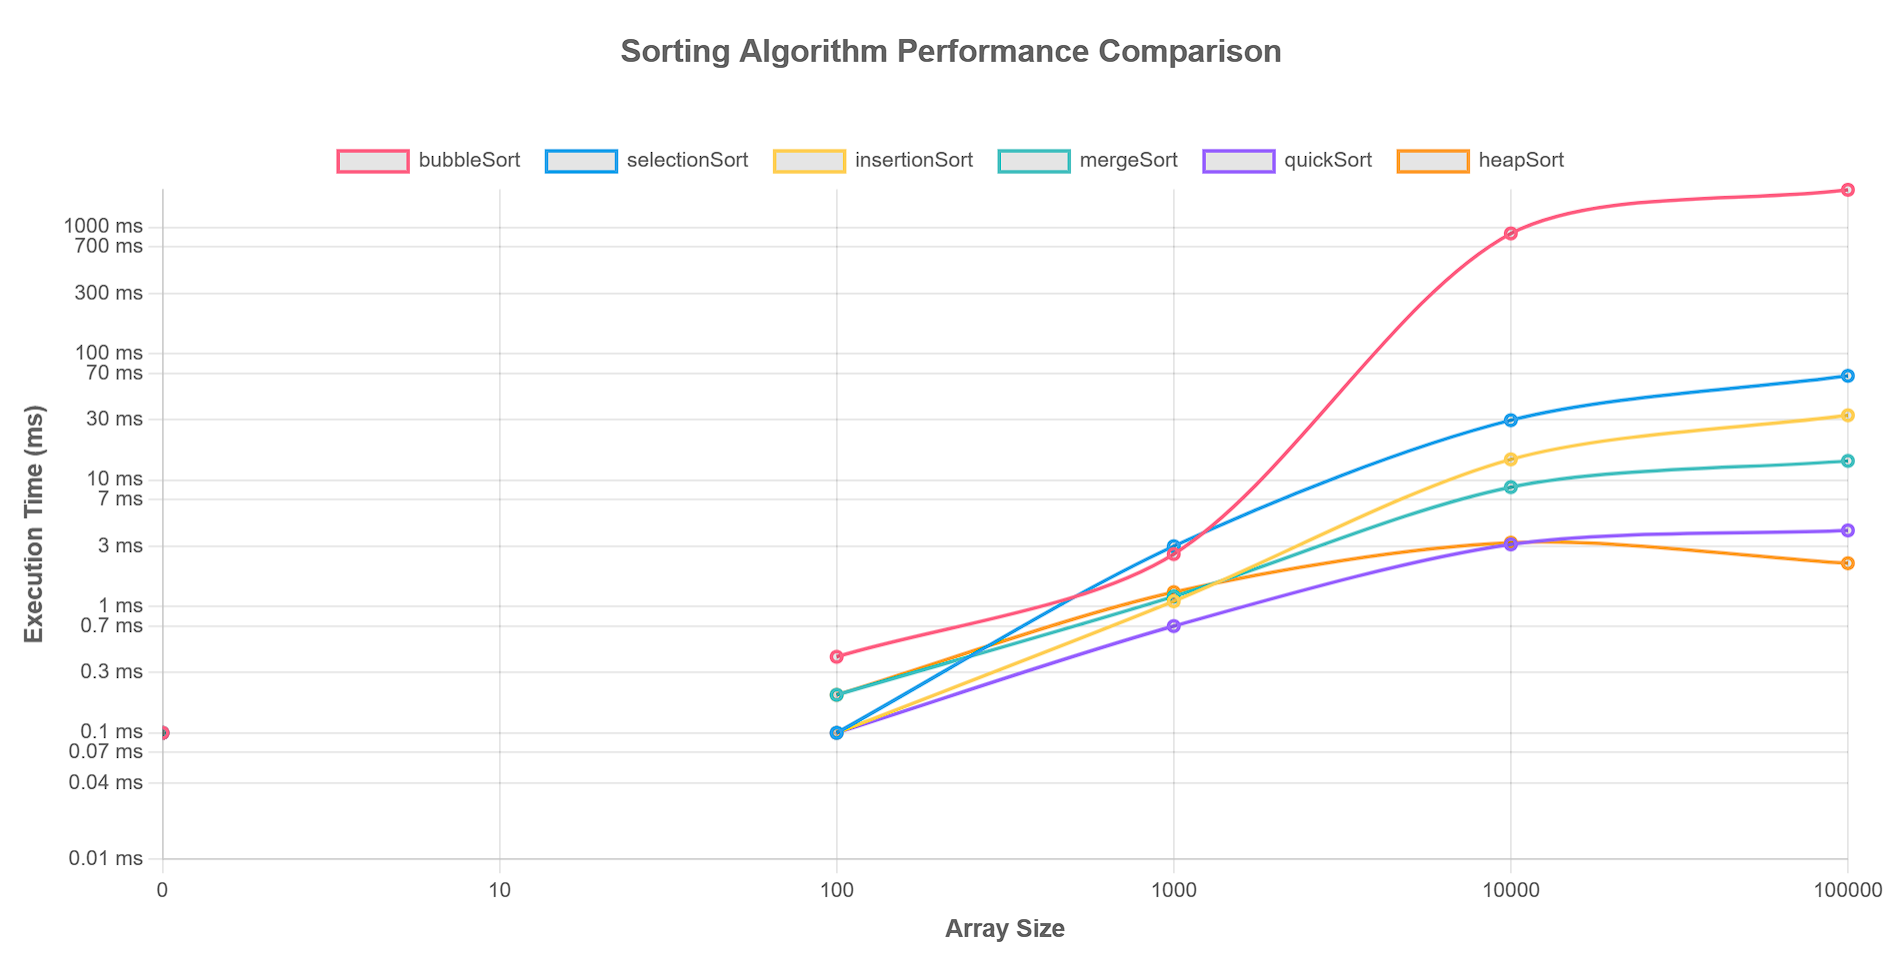 Sorting Algorithm Performance Comparison
bubbleSort selectionSort insertionSort mergeSort quickSort heapSort
1000 ms
700 ms
300 ms
100 ms
70 ms
30 ms
10 ms
7 ms
3 ms
1 ms
0.7 ms
0.3 ms
0.1 ms
0.07 ms
0.04 ms
0.01 ms
Execution Time (ms)
0 10 100 1000 10000 100000
Array Size